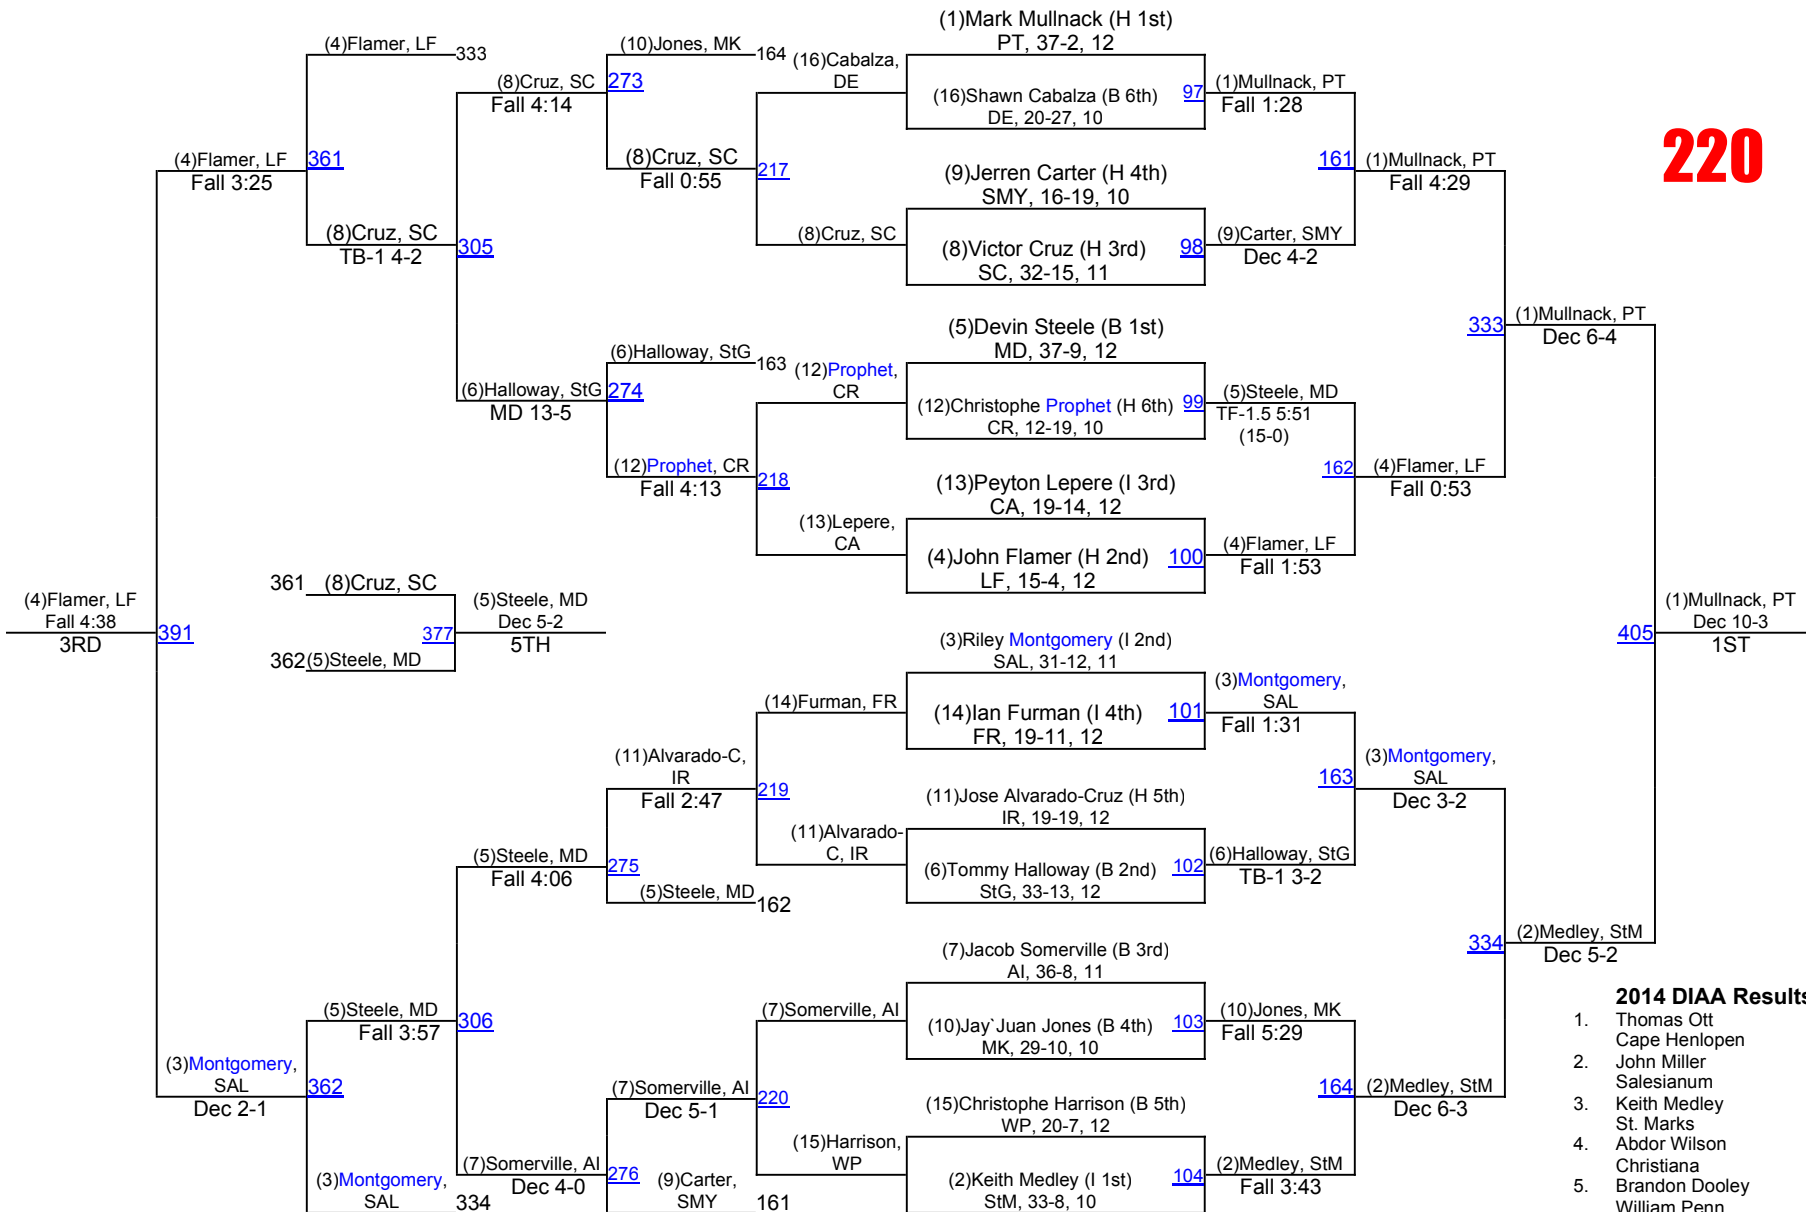 220
(1)Mark Mullnack (H 1st)
PT, 37-2, 12
97
(16)Shawn Cabalza (B 6th)
DE, 20-27, 10
(9)Jerren Carter (H 4th)
SMY, 16-19, 10
98
(8)Victor Cruz (H 3rd)
SC, 32-15, 11
(5)Devin Steele (B 1st)
MD, 37-9, 12
99
(12)Christophe Prophet (H 6th)
CR, 12-19, 10
(13)Peyton Lepere (I 3rd)
CA, 19-14, 12
100
(4)John Flamer (H 2nd)
LF, 15-4, 12
(3)Riley Montgomery (I 2nd)
SAL, 31-12, 11
101
(14)Ian Furman (I 4th)
FR, 19-11, 12
(11)Jose Alvarado-Cruz (H 5th)
IR, 19-19, 12
102
(6)Tommy Halloway (B 2nd)
StG, 33-13, 12
(7)Jacob Somerville (B 3rd)
AI, 36-8, 11
103
(10)Jay`Juan Jones (B 4th)
MK, 29-10, 10
(15)Christophe Harrison (B 5th)
WP, 20-7, 12
104
(2)Keith Medley (I 1st)
StM, 33-8, 10
(1)Mullnack, PT
Fall 1:28
161
(9)Carter, SMY
Dec 4-2
(5)Steele, MD
TF-1.5 5:51
(15-0)
162
(4)Flamer, LF
Fall 1:53
(3)Montgomery,
SAL
Fall 1:31
163
(6)Halloway, StG
TB-1 3-2
(10)Jones, MK
Fall 5:29
164
(2)Medley, StM
Fall 3:43
(1)Mullnack, PT
Fall 4:29
333
(4)Flamer, LF
Fall 0:53
(3)Montgomery,
SAL
Dec 3-2
334
(2)Medley, StM
Dec 6-3
(1)Mullnack, PT
Dec 6-4
405
(2)Medley, StM
Dec 5-2
(1)Mullnack, PT
Dec 10-3
1ST
(16)Cabalza,
DE
217
(8)Cruz, SC
(12)Prophet,
CR
218
(13)Lepere,
CA
(14)Furman, FR
219
(11)Alvarado-
C, IR
(7)Somerville, AI
220
(15)Harrison,
WP
(10)Jones, MK
164
273
(8)Cruz, SC
Fall 0:55
(6)Halloway, StG
163
274
(12)Prophet, CR
Fall 4:13
(11)Alvarado-C,
IR
Fall 2:47
275
(5)Steele, MD
162
(7)Somerville, AI
Dec 5-1
276
(9)Carter,
SMY
161
(8)Cruz, SC
Fall 4:14
305
(6)Halloway, StG
MD 13-5
(5)Steele, MD
Fall 4:06
306
(7)Somerville, AI
Dec 4-0
(4)Flamer, LF
333
361
(8)Cruz, SC
TB-1 4-2
(5)Steele, MD
Fall 3:57
362
(3)Montgomery,
SAL
334
(4)Flamer, LF
Fall 3:25
391
(3)Montgomery,
SAL
Dec 2-1
(4)Flamer, LF
Fall 4:38
3RD
361
(8)Cruz, SC
377
362
(5)Steele, MD
(5)Steele, MD
Dec 5-2
5TH
2014 DIAA Results
1. Thomas Ott
Cape Henlopen
2. John Miller
Salesianum
3. Keith Medley
St. Marks
4. Abdor Wilson
Christiana
5. Brandon Dooley
William Penn